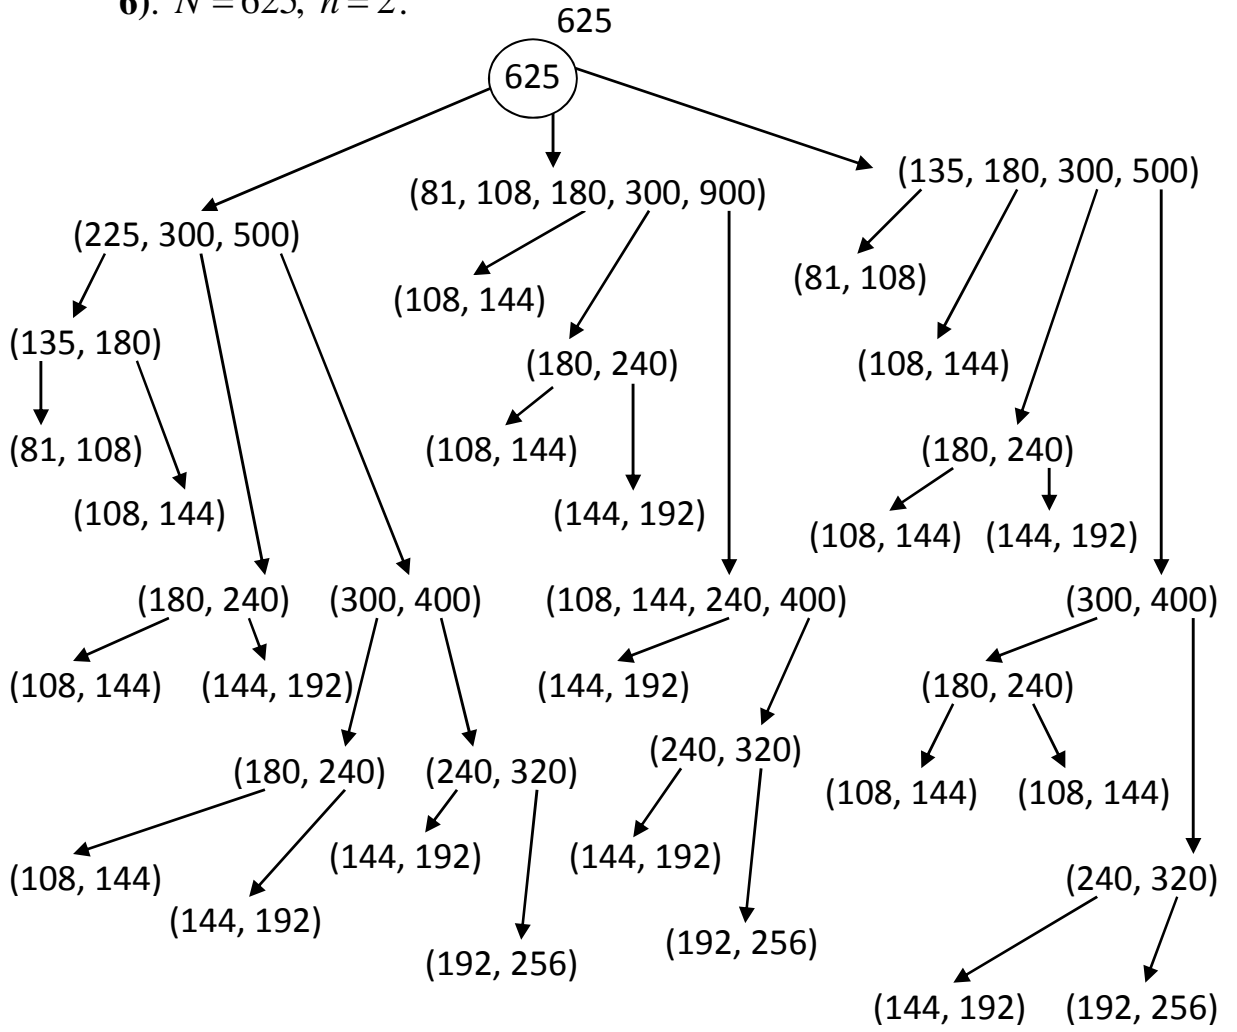 6). N = 625, n = 2.
625
625
(135, 180, 300, 500)
(81, 108, 180, 300, 900)
(225, 300, 500)
(81, 108)
(108, 144)
(135, 180)
(180, 240)
(108, 144)
(81, 108)
(108, 144)
(180, 240)
(108, 144)
(144, 192)
(108, 144) (144, 192)
(180, 240) (300, 400) (108, 144, 240, 400) (300, 400)
(108, 144) (144, 192) (144, 192) (180, 240)
(240, 320)
(180, 240) (240, 320)
(108, 144) (108, 144)
(144, 192) (144, 192)
(108, 144) (240, 320)
(144, 192)
(192, 256)
(192, 256)
(144, 192) (192, 256)